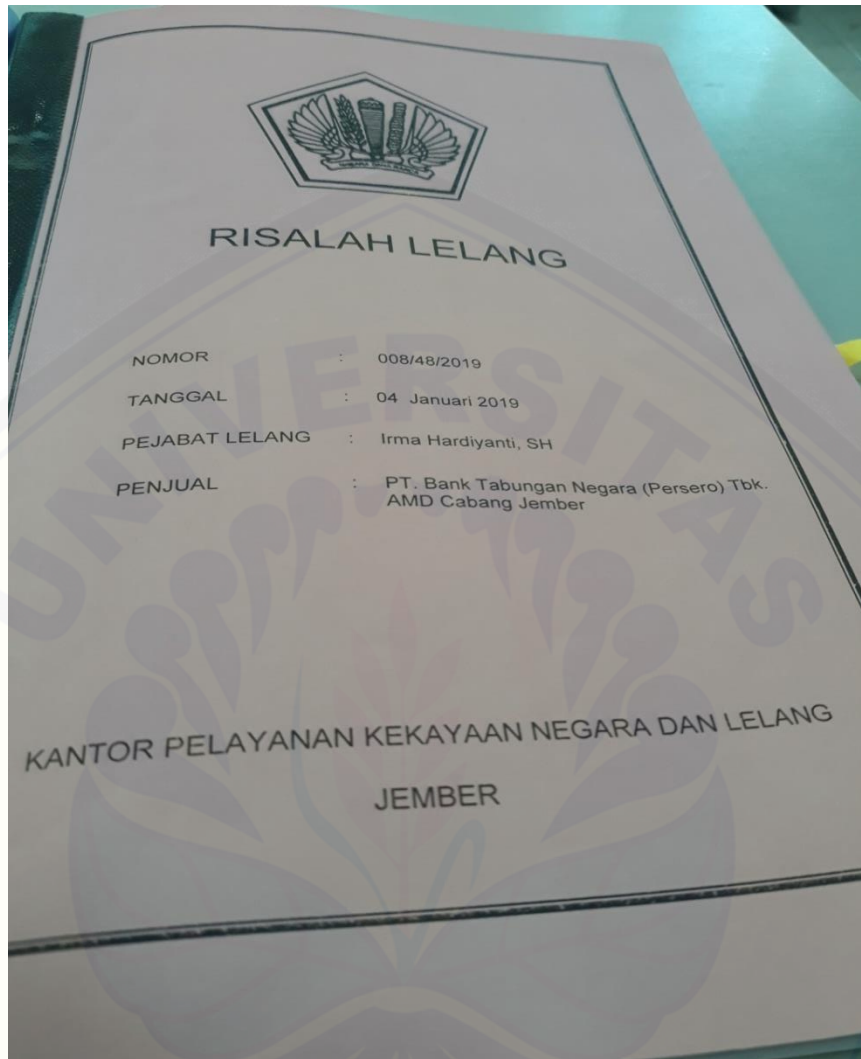 RISALAH LELANG
NOMOR : 008/48/2019
TANGGAL : 04 Januari 2019
PEJABAT LELANG : Irma Hardiyanti, SH
PENJUAL : PT. Bank Tabungan Negara (Persero) Tbk.
AMD Cabang Jember
KANTOR PELAYANAN KEKAYAAN NEGARA DAN LELANG
JEMBER
UNIVERSITAS